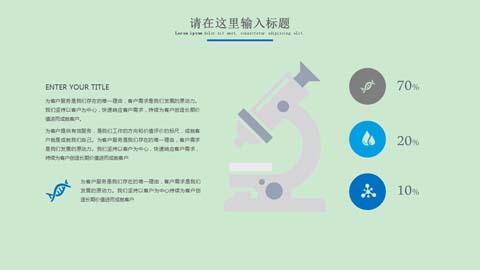 请在这里输入标题
Lorem ipsum dolor sit amet, consectetur adipiscing elit
ENTER YOUR TITLE
为客户服务是我们存在的唯一理由，客户需求是我们发展的原动力。
我们坚持以客户为中心，快速响应客户需求，持续为客户创造长期价
值进而成就客户
为客户提供有效服务，是我们工作的方向和价值评价的标尺，成就客
户就是成就我们自己。为客户服务是我们存在的唯一理由，客户需求
是我们发展的原动力。我们坚持以客户为中心，快速响应客户需求，
持续为客户创造长期价值进而成就客户
为客户服务是我们存在的唯一理由，客户需求是我们
发展的原动力。我们坚持以客户为中心持续为客户创
造长期价值进而成就客户
70%
20%
10%